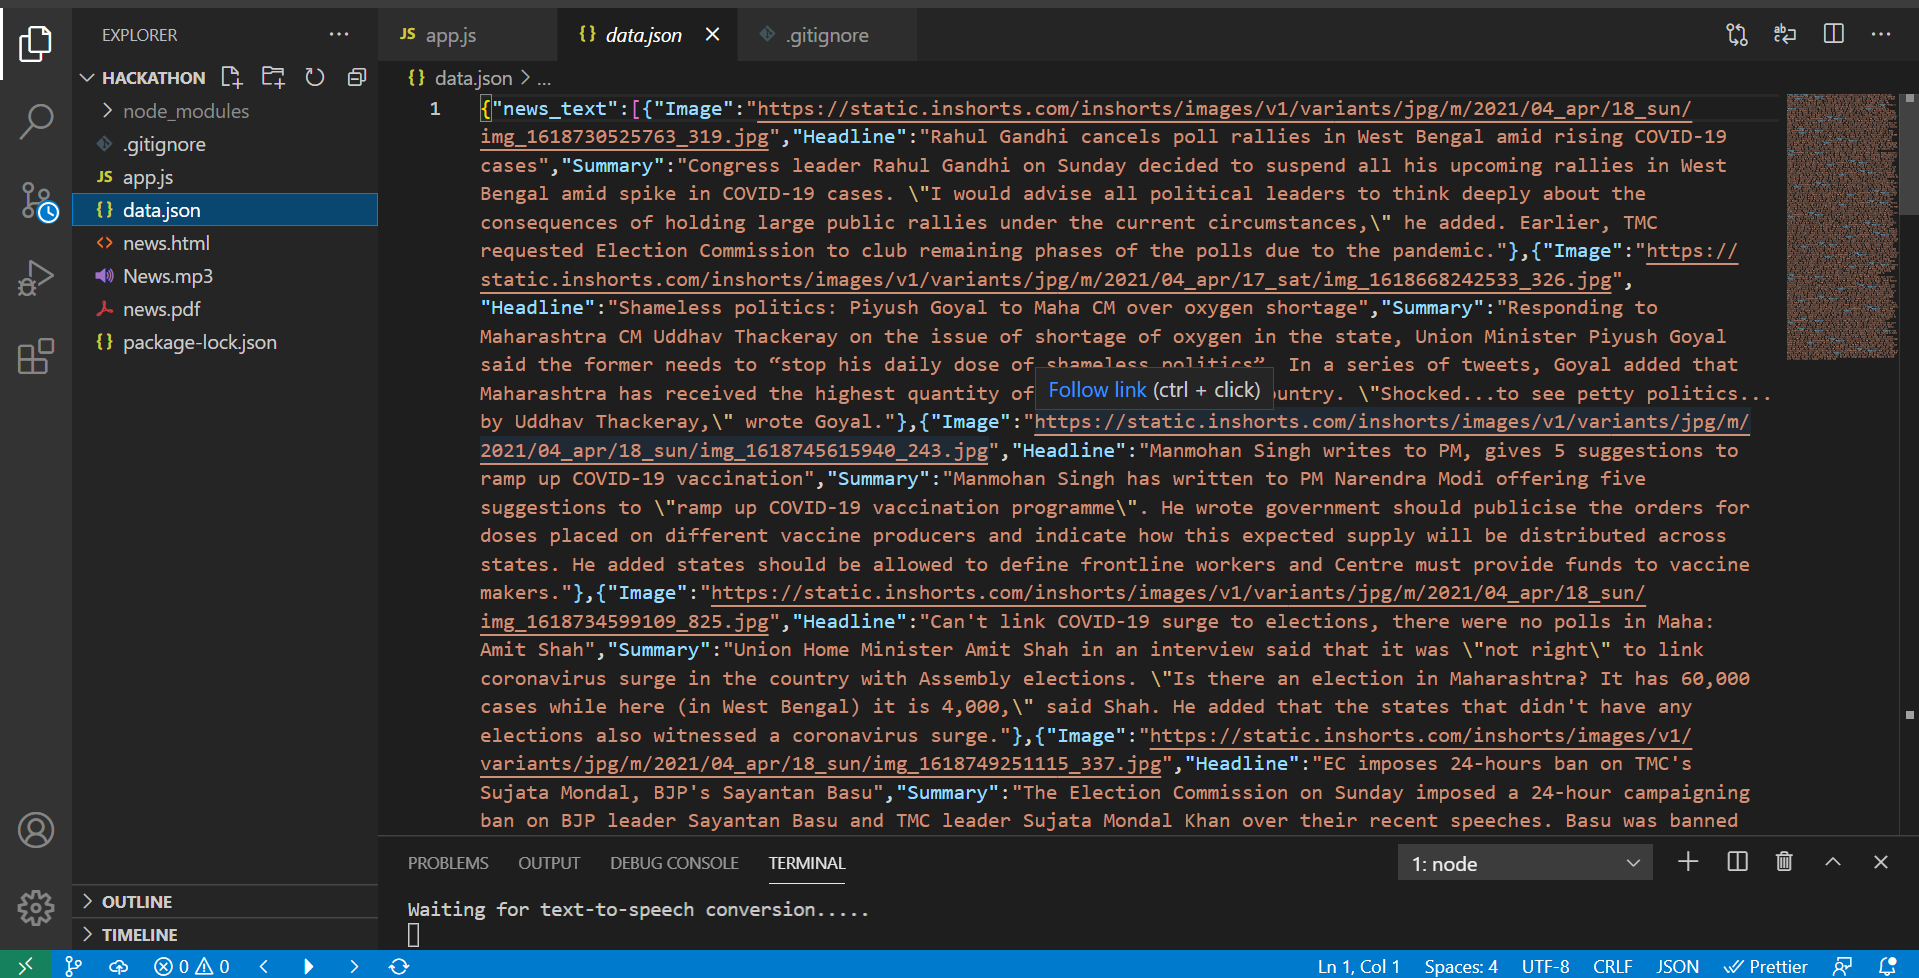 EXPLORER
HACKATHON
node_modules
.gitignore
JS app.js
{} data.json
<> news.html
News.mp3
news.pdf
{} package-lock.json
OUTLINE
TIMELINE
JS app.js
{} data.json
.gitignore
{} data.json > ...
1
{"news_text":[{"Image":"https://static.inshorts.com/inshorts/images/v1/variants/jpg/m/2021/04_apr/18_sun/
img_1618730525763_319.jpg","Headline":"Rahul Gandhi cancels poll rallies in West Bengal amid rising COVID-19
cases","Summary":"Congress leader Rahul Gandhi on Sunday decided to suspend all his upcoming rallies in West
Bengal amid spike in COVID-19 cases. \"I would advise all political leaders to think deeply about the
consequences of holding large public rallies under the current circumstances,\" he added. Earlier, TMC
requested Election Commission to club remaining phases of the polls due to the pandemic."},{"Image":"https://
static.inshorts.com/inshorts/images/v1/variants/jpg/m/2021/04_apr/17_sat/img_1618668242533_326.jpg",
"Headline":"Shameless politics: Piyush Goyal to Maha CM over oxygen shortage","Summary":"Responding to
Maharashtra CM Uddhav Thackeray on the issue of shortage of oxygen in the state, Union Minister Piyush Goyal
said the former needs to “stop his daily dose of shameless politics”. In a series of tweets, Goyal added that
Maharashtra has received the highest quantity of untry. \"Shocked...to see petty politics...
Follow link (ctrl + click)
by Uddhav Thackeray,\" wrote Goyal."},{"Image":"https://static.inshorts.com/inshorts/images/v1/variants/jpg/m/
2021/04_apr/18_sun/img_1618745615940_243.jpg","Headline":"Manmohan Singh writes to PM, gives 5 suggestions to
ramp up COVID-19 vaccination","Summary":"Manmohan Singh has written to PM Narendra Modi offering five
suggestions to \"ramp up COVID-19 vaccination programme\". He wrote government should publicise the orders for
doses placed on different vaccine producers and indicate how this expected supply will be distributed across
states. He added states should be allowed to define frontline workers and Centre must provide funds to vaccine
makers."},{"Image":"https://static.inshorts.com/inshorts/images/v1/variants/jpg/m/2021/04_apr/18_sun/
img_1618734599109_825.jpg","Headline":"Can't link COVID-19 surge to elections, there were no polls in Maha:
Amit Shah","Summary":"Union Home Minister Amit Shah in an interview said that it was \"not right\" to link
coronavirus surge in the country with Assembly elections. \"Is there an election in Maharashtra? It has 60,000
cases while here (in West Bengal) it is 4,000,\" said Shah. He added that the states that didn't have any
elections also witnessed a coronavirus surge."},{"Image":"https://static.inshorts.com/inshorts/images/v1/
variants/jpg/m/2021/04_apr/18_sun/img_1618749251115_337.jpg","Headline":"EC imposes 24-hours ban on TMC's
Sujata Mondal, BJP's Sayantan Basu","Summary":"The Election Commission on Sunday imposed a 24-hour campaigning
ban on BJP leader Sayantan Basu and TMC leader Sujata Mondal Khan over their recent speeches. Basu was banned
PROBLEMS OUTPUT DEBUG CONSOLE TERMINAL
1: node
Waiting for text-to-speech conversion.....
0 0
Ln 1, Col 1 Spaces: 4 UTF-8 CRLF JSON Prettier